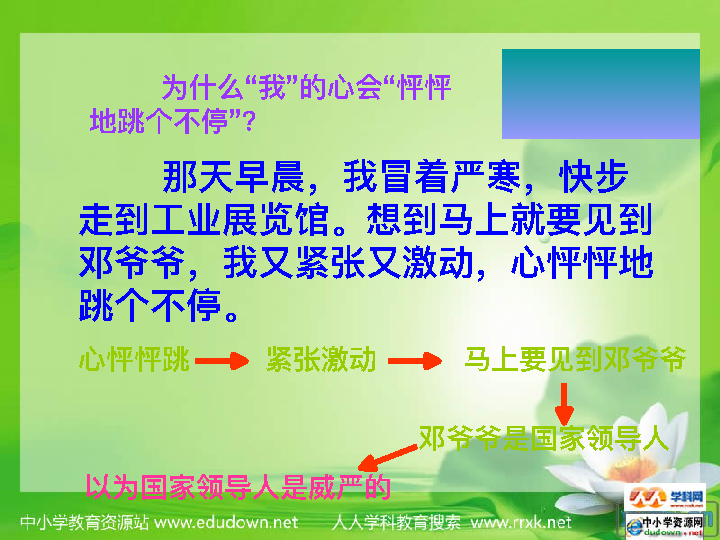 为什么“我”的心会“怦怦
地跳个不停”？
那天早晨，我冒着严寒，快步
走到工业展览馆。想到马上就要见到
邓爷爷，我又紧张又激动，心怦怦地
跳个不停。
心怦怦跳 紧张激动 马上要见到邓爷爷
邓爷爷是国家领导人
以为国家领导人是威严的
学科网
www.rrxk.net
中小学教育资源站 www.edudown.net 人人学科教育搜索 www.rrxk.net
中小学资源网
edudown.net